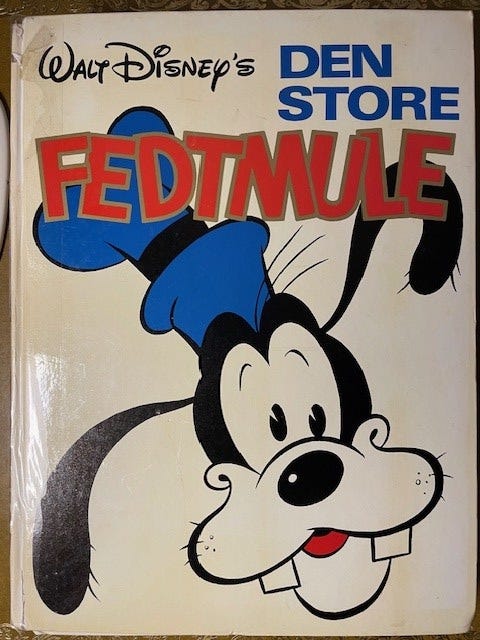 WALT DISNEY'S
DEN
STORE
FEDTMULE